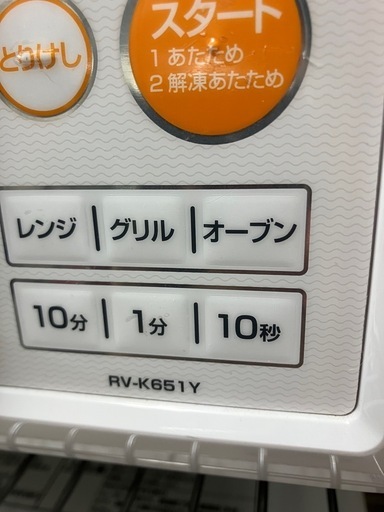 とりけし
スタート
1 あたため
2 解凍あたため
レンジ グリル オーブン
10分 1分 10秒
RV-K651Y